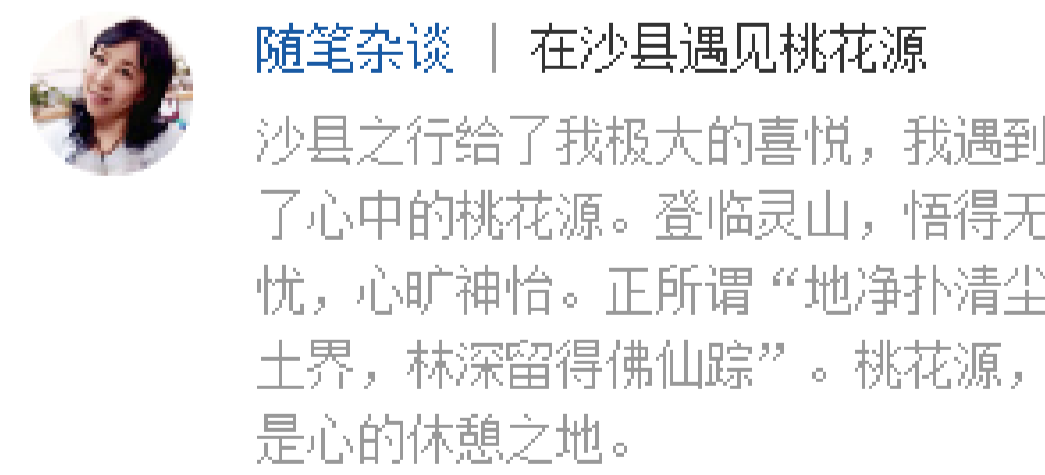 随笔杂谈｜在沙县遇见桃花源
沙县之行给了我极大的喜悦，我遇到
了心中的桃花源。登临灵山，悟得无
忧，心旷神怡。正所谓“地净扑清尘
土界，林深留得佛仙踪”。桃花源，
是心的休憩之地。